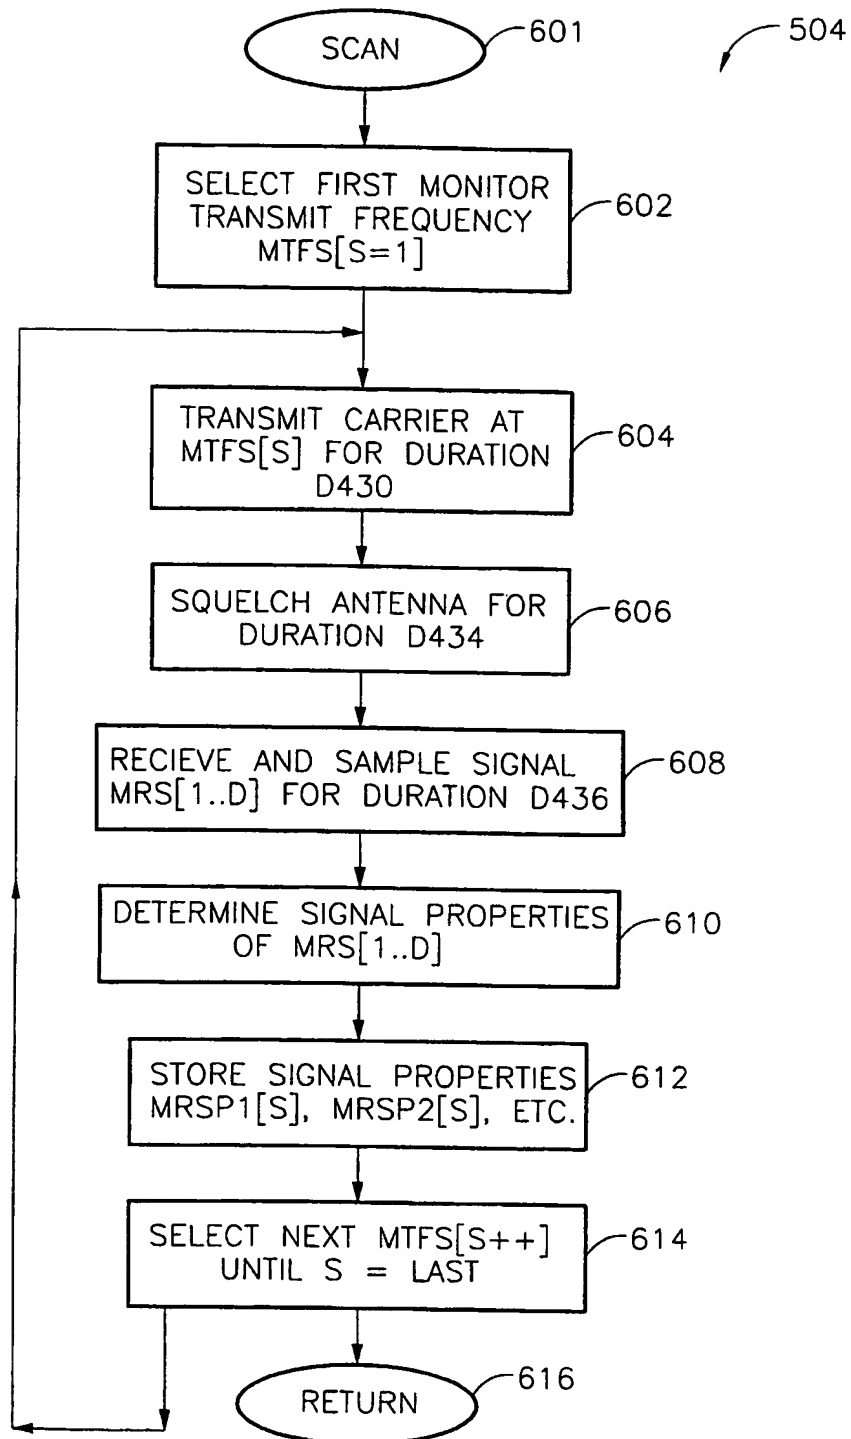 SCAN
601
504
SELECT FIRST MONITOR
TRANSMIT FREQUENCY
MTFS[S=1]
602
TRANSMIT CARRIER AT
MTFS[S] FOR DURATION
D430
604
SQUELCH ANTENNA FOR
DURATION D434
606
RECIEVE AND SAMPLE SIGNAL
MRS[1..D] FOR DURATION D436
608
DETERMINE SIGNAL PROPERTIES
OF MRS[1..D]
610
STORE SIGNAL PROPERTIES
MRSP1[S], MRSP2[S], ETC.
612
SELECT NEXT MTFS[S++]
UNTIL S = LAST
614
RETURN
616